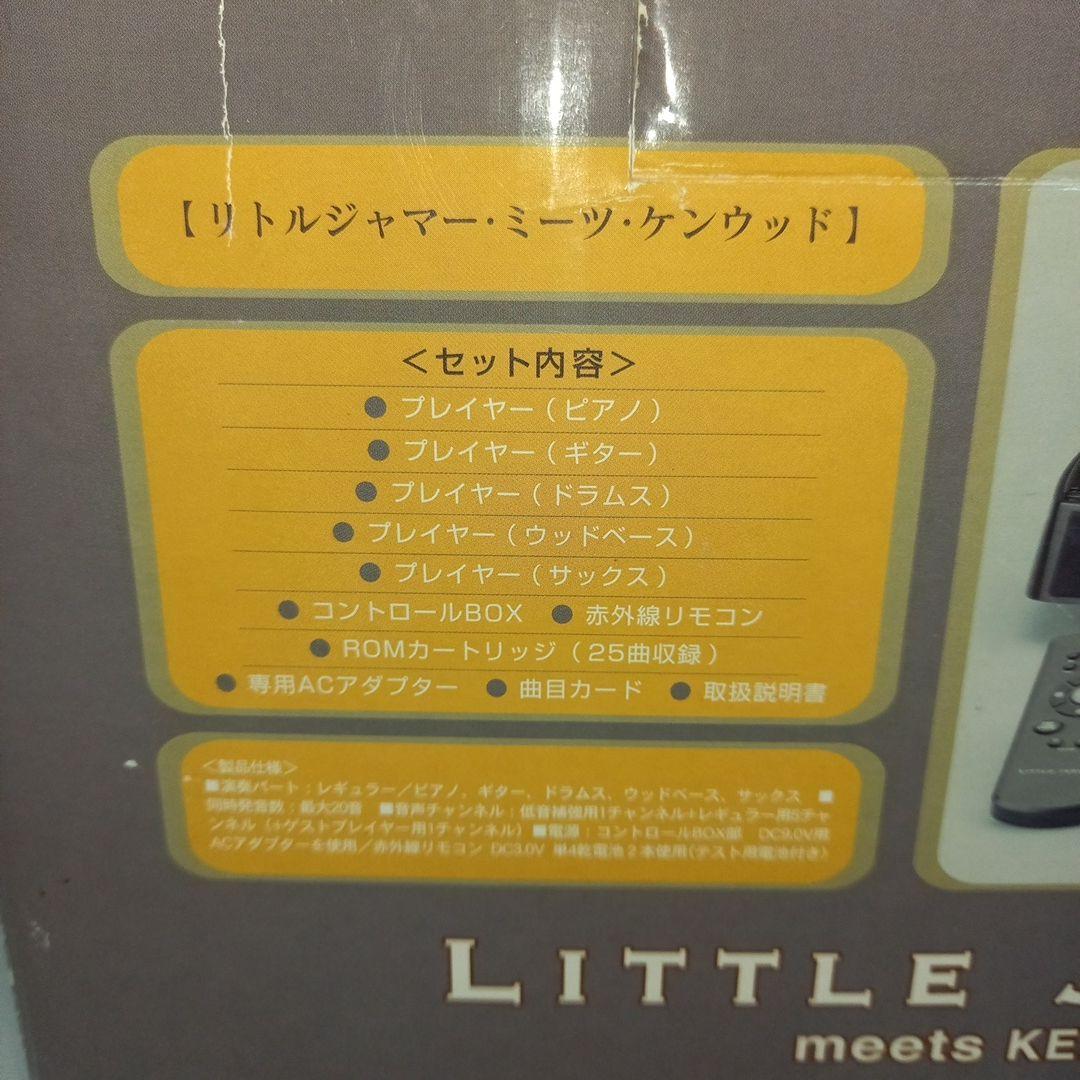 【リトルジャマー・ミーツ・ケンウッド】
＜セット内容＞
● プレイヤー（ピアノ）
● プレイヤー（ギター）
● プレイヤー（ドラムス）
● プレイヤー（ウッドベース）
● プレイヤー（サックス）
● コントロールBOX ● 赤外線リモコン
● ROMカートリッジ（25曲収録）
● 専用ACアダプター ● 曲目カード ● 取扱説明書
＜製品仕様＞
■演奏パート：レギュラー／ピアノ、ギター、ドラムス、ウッドベース、サックス ■
同時発音数：最大20音 ■音声チャンネル：低音補強用1チャンネル＋レギュラー用5チャ
ンネル（＋ゲストプレイヤー用1チャンネル）■電源：コントロールBOX部 DC9.0V用
ACアダプターを使用／赤外線リモコン DC3.0V 単4乾電池２本使用（テスト用電池付き）
LITTLE J
meets KE